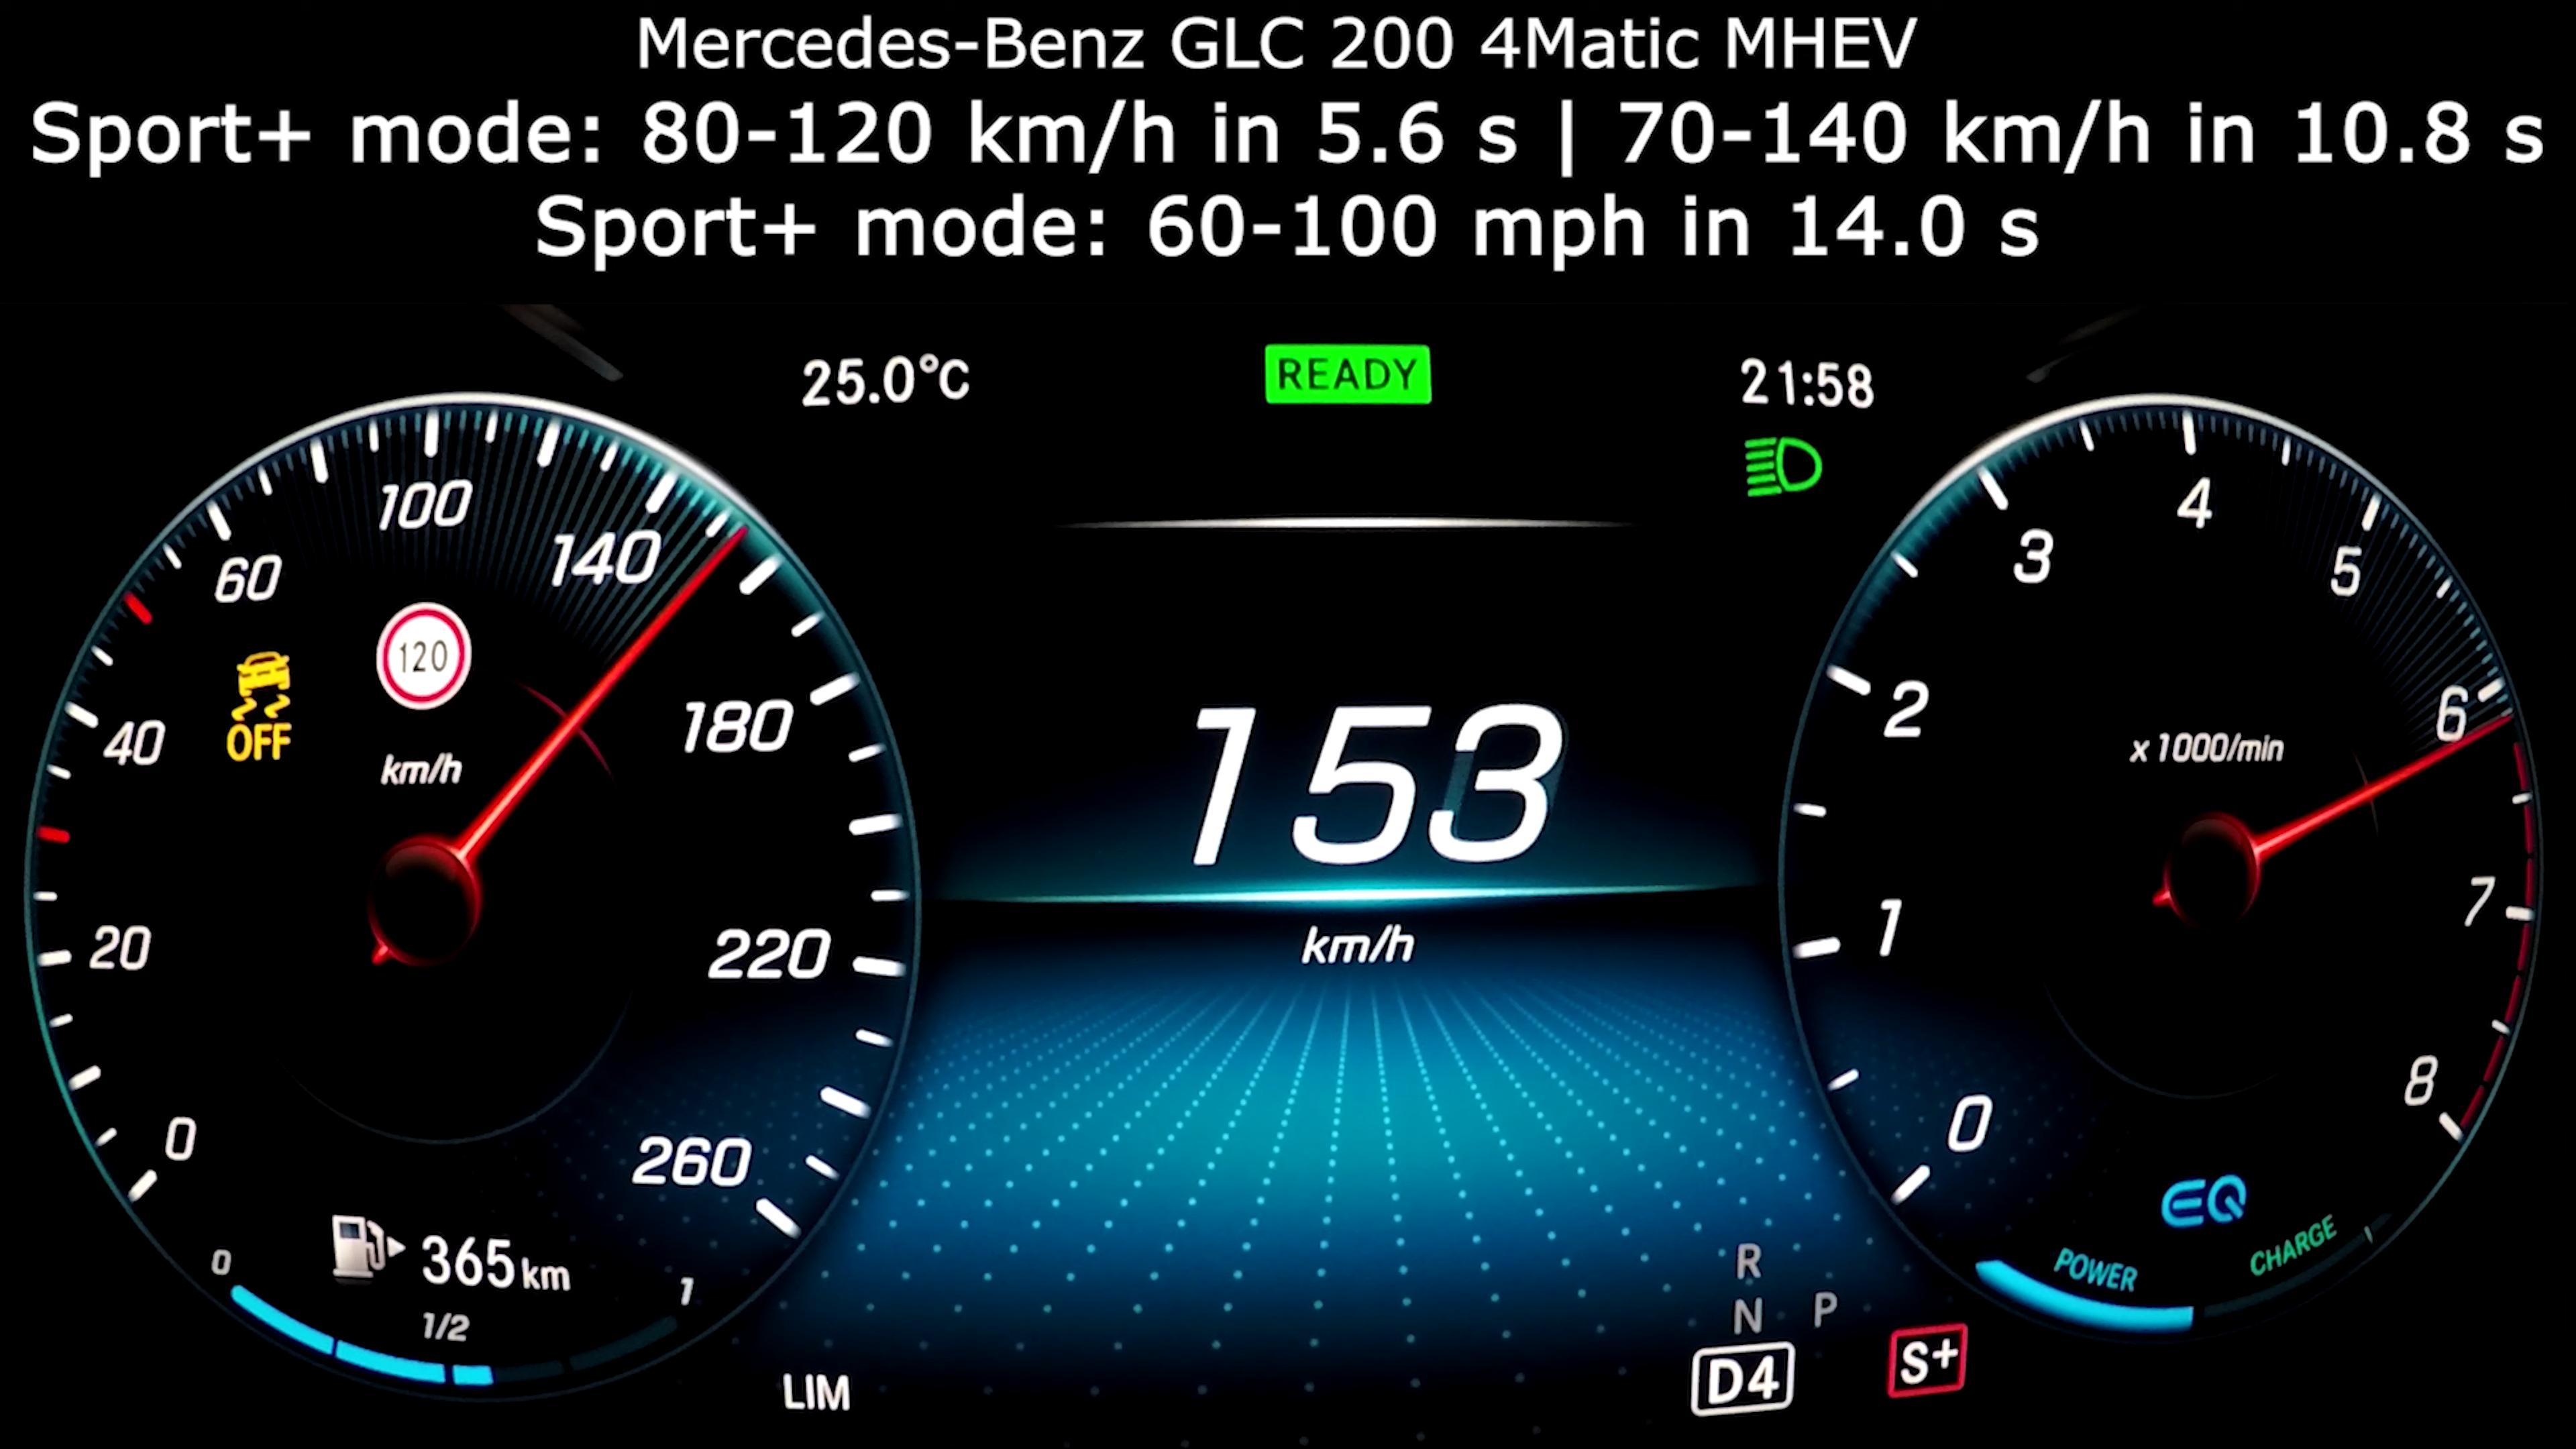 Mercedes-Benz GLC 200 4Matic MHEV
Sport+ mode: 80-120 km/h in 5.6 s | 70-140 km/h in 10.8 s
Sport+ mode: 60-100 mph in 14.0 s
25.0°C
READY
21:58
0
20
40
60
100
140
180
220
260
120
OFF
km/h
365 km
0
1/2
1
LIM
153
km/h
0
1
2
3
4
5
6
7
8
x 1000/min
EQ
POWER
CHARGE
R
N
P
D4
S+